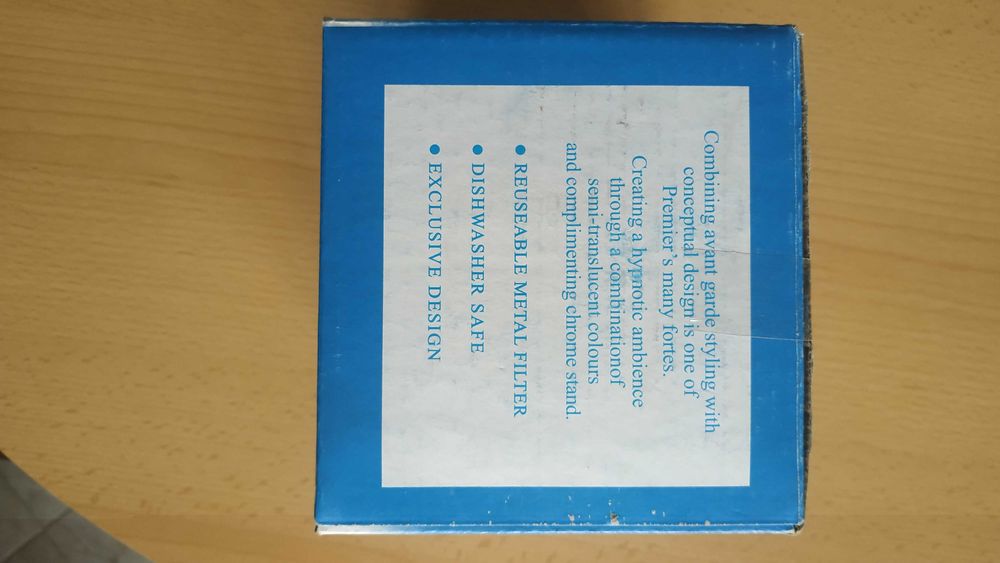 Combining avant garde styling with
conceptual design is one of
Premier's many fortes.
Creating a hypnotic ambience
through a combinationof
semi-translucent colours
and complimenting chrome stand.
● REUSEABLE METAL FILTER
● DISHWASHER SAFE
● EXCLUSIVE DESIGN